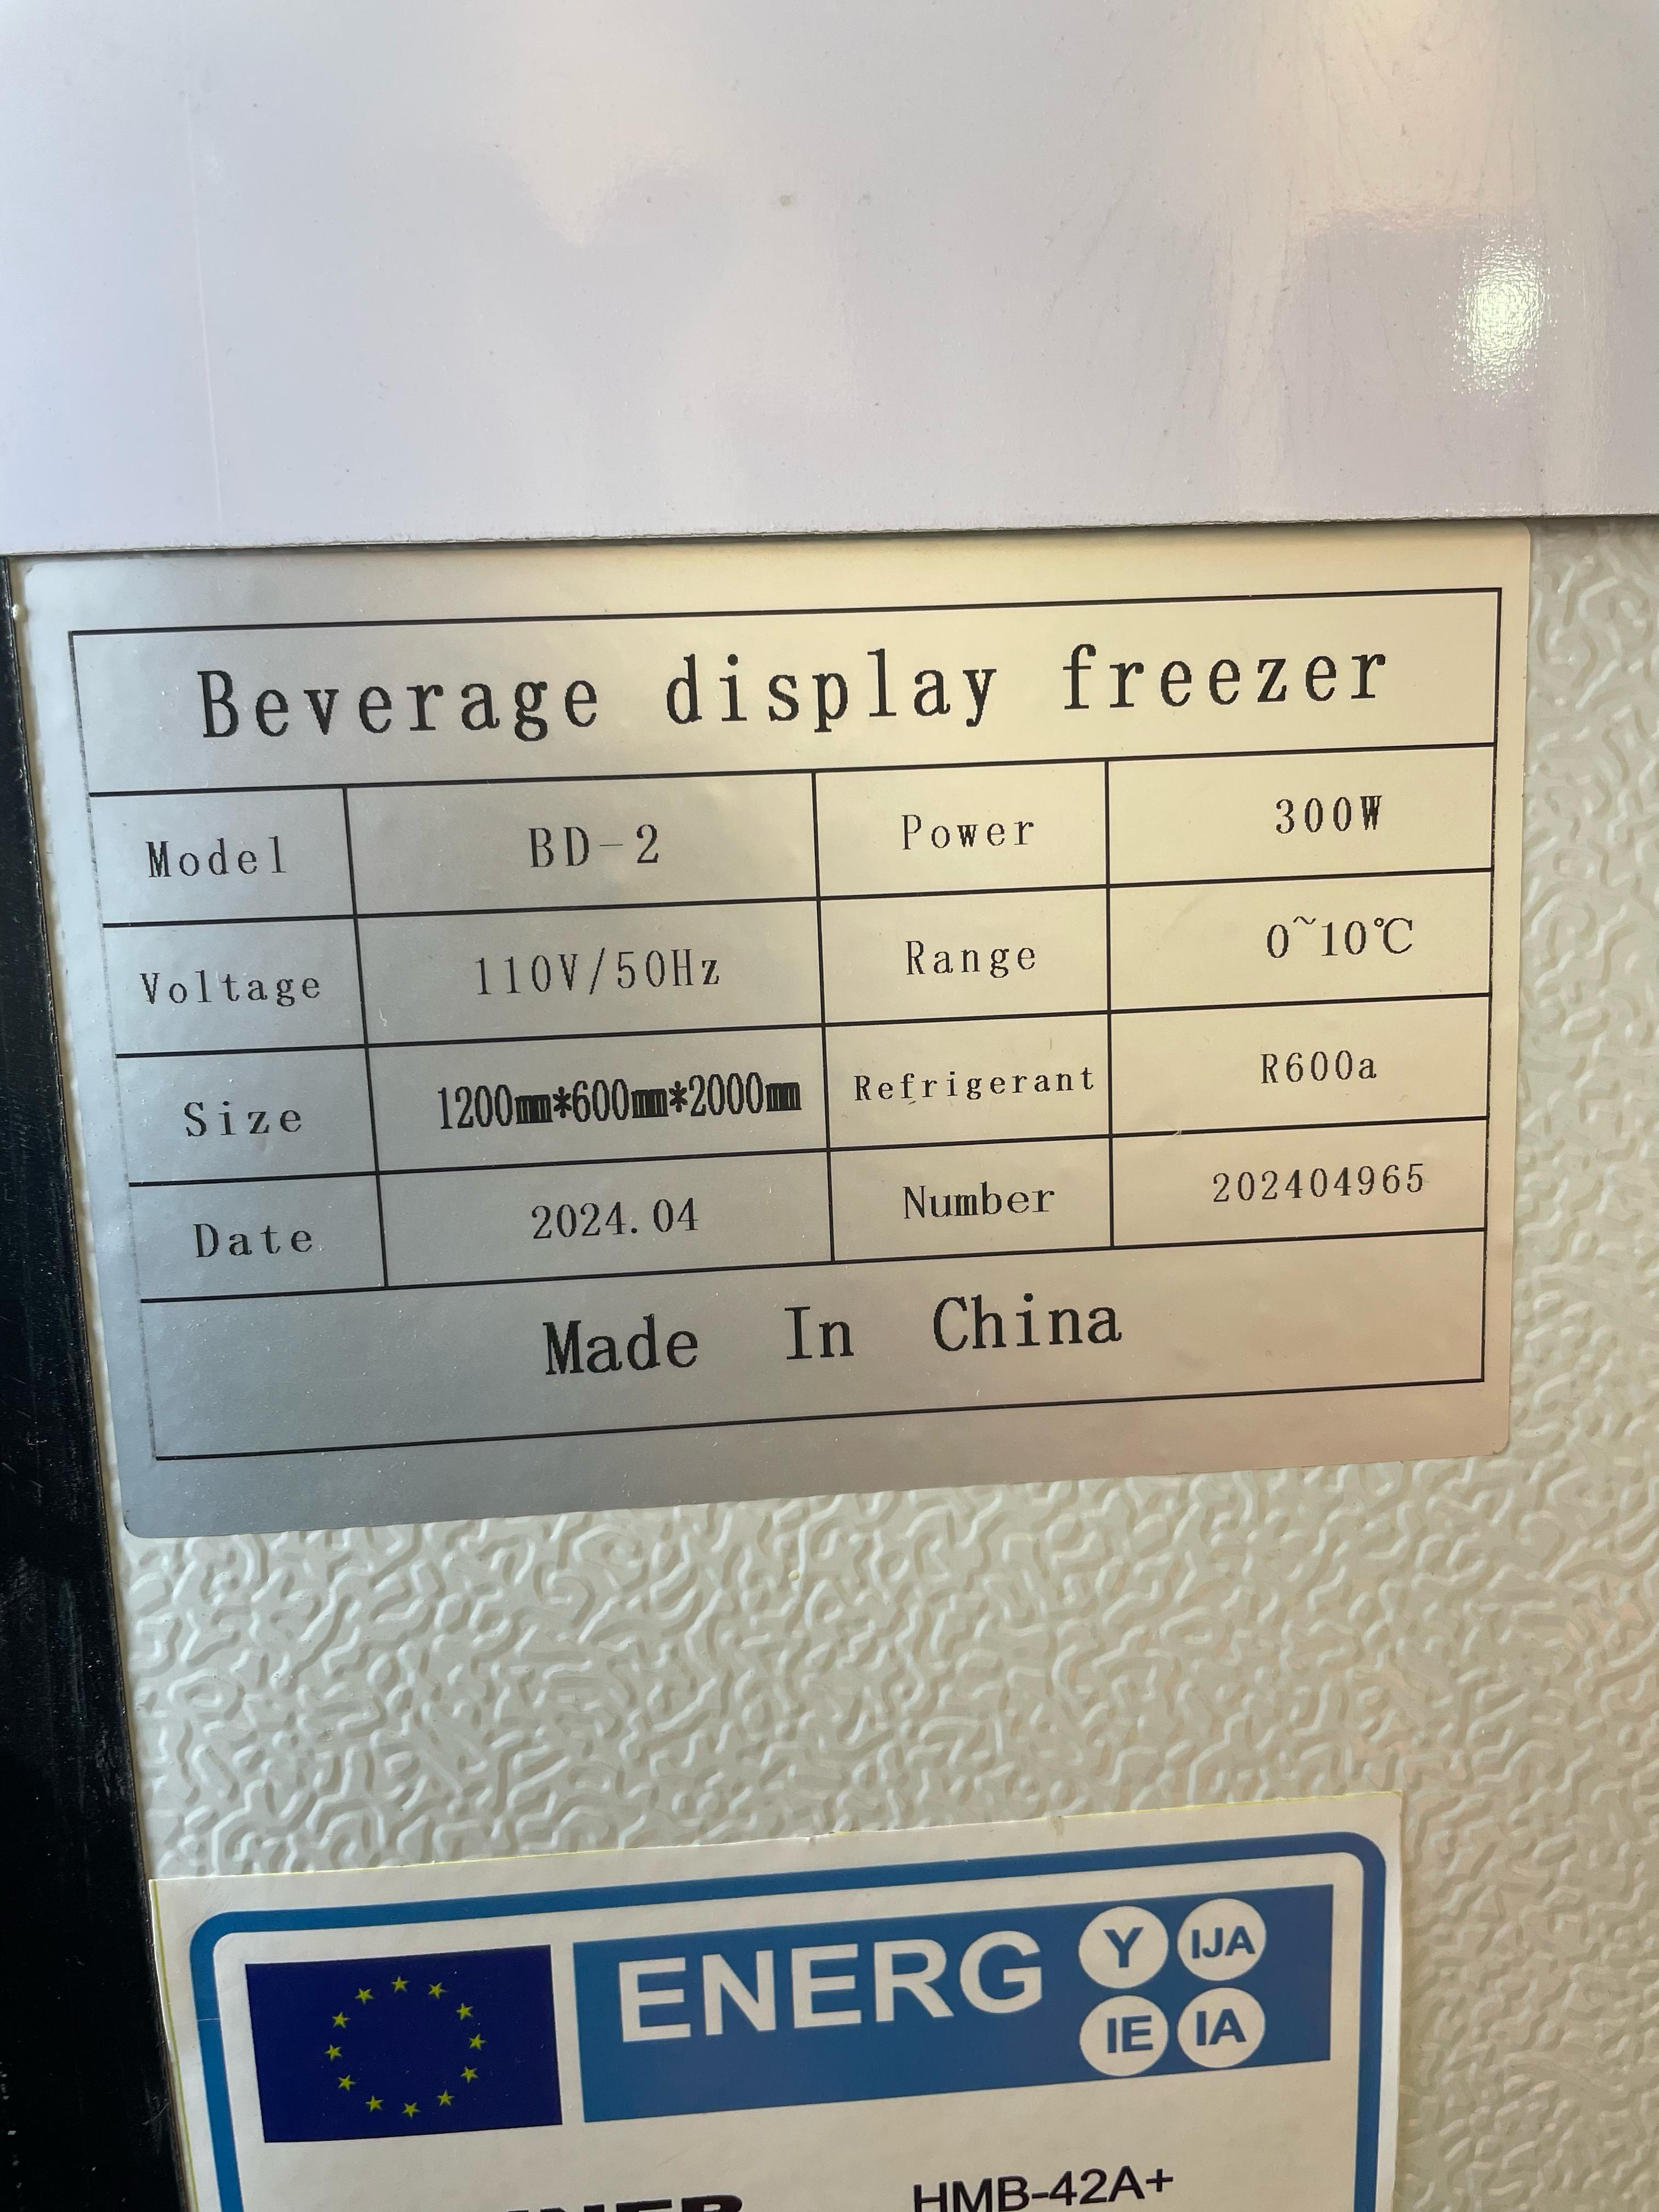 Beverage display freezer
Model BD-2 Power 300W
Voltage 110V/50Hz Range 0~10℃
Size 1200mm*600mm*2000mm Refrigerant R600a
Date 2024.04 Number 202404965
Made In China
ENERG Y IJA
IE IA
HMB-42A+